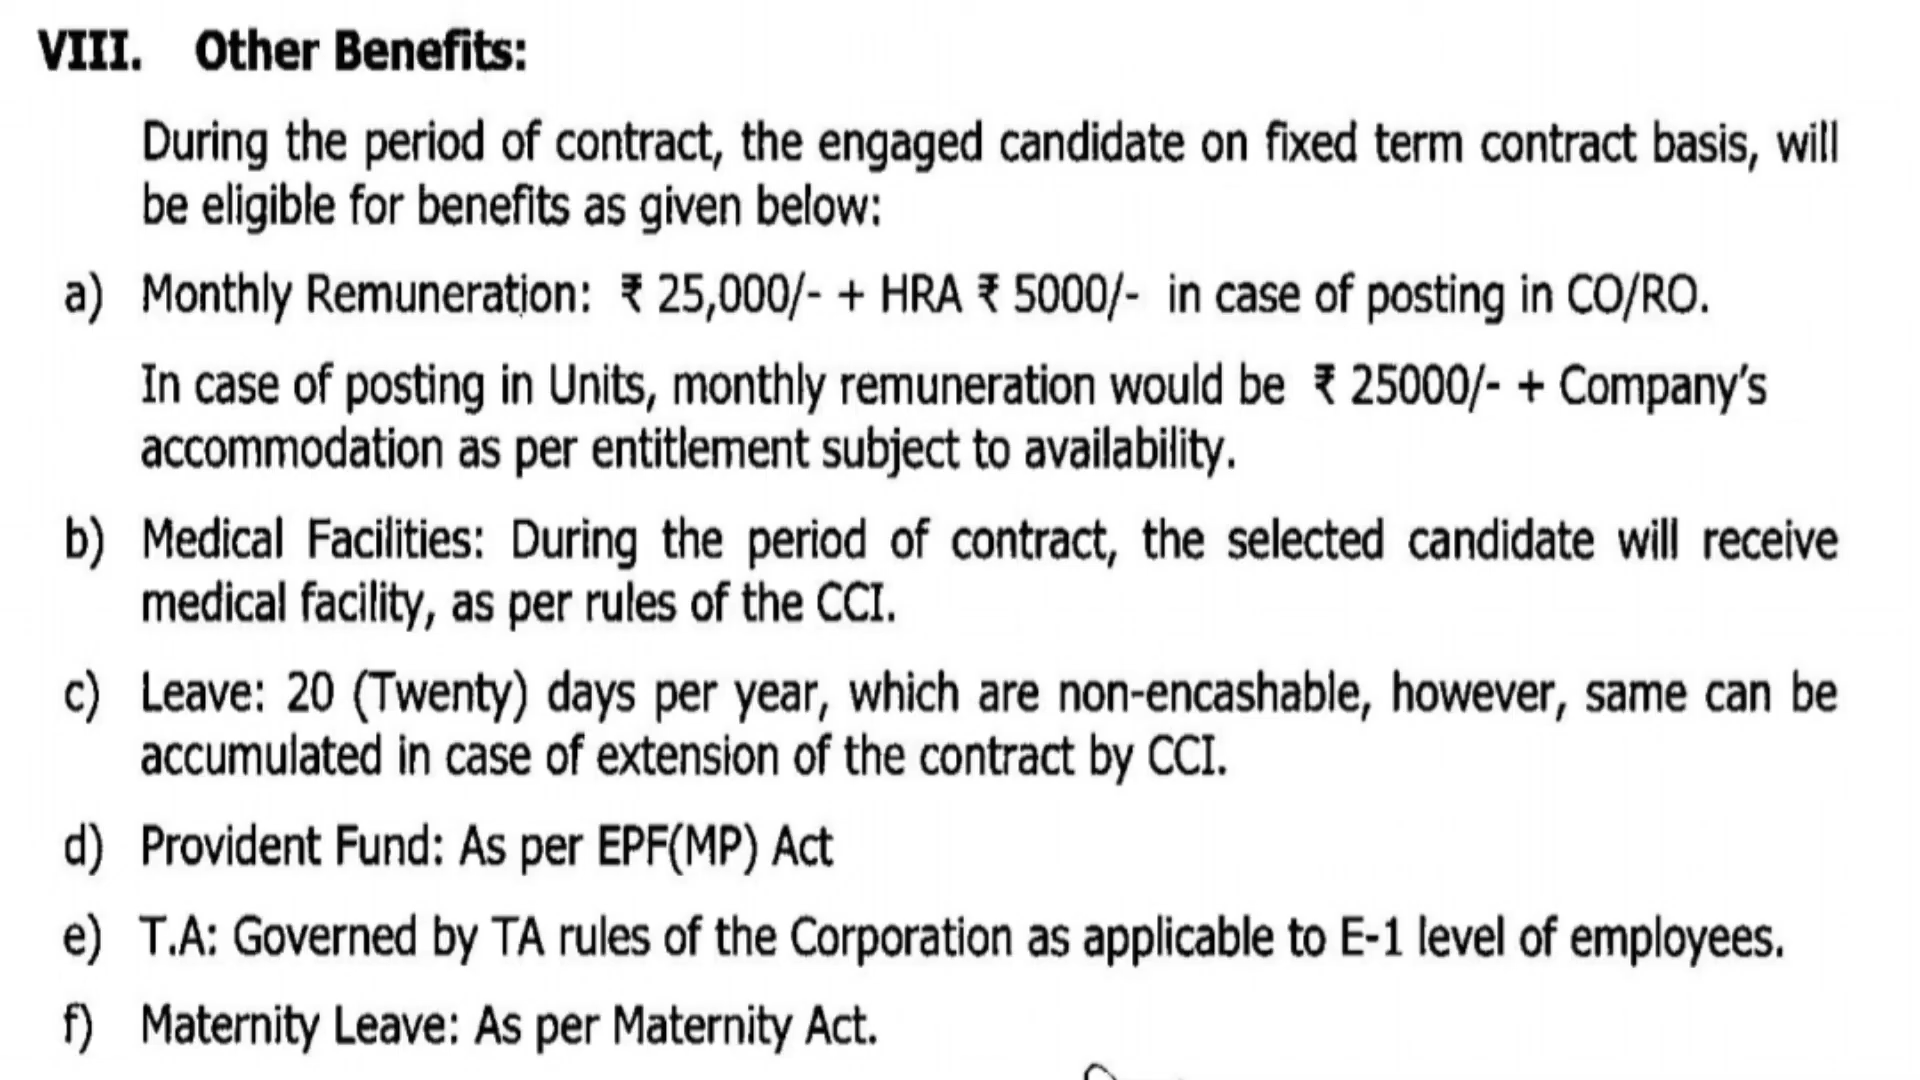 VIII. Other Benefits:
During the period of contract, the engaged candidate on fixed term contract basis, will
be eligible for benefits as given below:
a) Monthly Remuneration: ₹ 25,000/- + HRA ₹ 5000/- in case of posting in CO/RO.
In case of posting in Units, monthly remuneration would be ₹ 25000/- + Company's
accommodation as per entitlement subject to availability.
b) Medical Facilities: During the period of contract, the selected candidate will receive
medical facility, as per rules of the CCI.
c) Leave: 20 (Twenty) days per year, which are non-encashable, however, same can be
accumulated in case of extension of the contract by CCI.
d) Provident Fund: As per EPF(MP) Act
e) T.A: Governed by TA rules of the Corporation as applicable to E-1 level of employees.
f) Maternity Leave: As per Maternity Act.